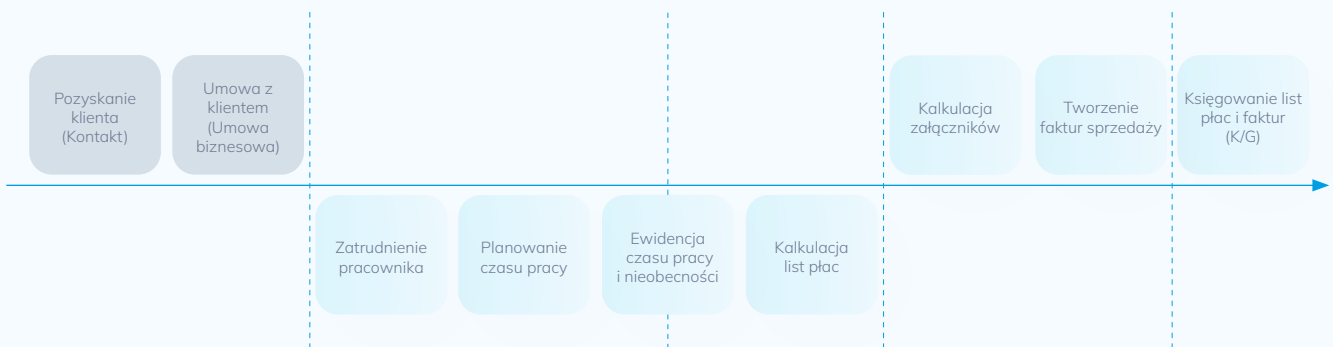 Pozyskanie
klienta
(Kontakt)
Umowa z
klientem
(Umowa
biznesowa)
Zatrudnienie
pracownika
Planowanie
czasu pracy
Ewidencja
czasu pracy
i nieobecności
Kalkulacja
list płac
Kalkulacja
załączników
Tworzenie
faktur sprzedaży
Księgowanie list
płac i faktur
(K/G)